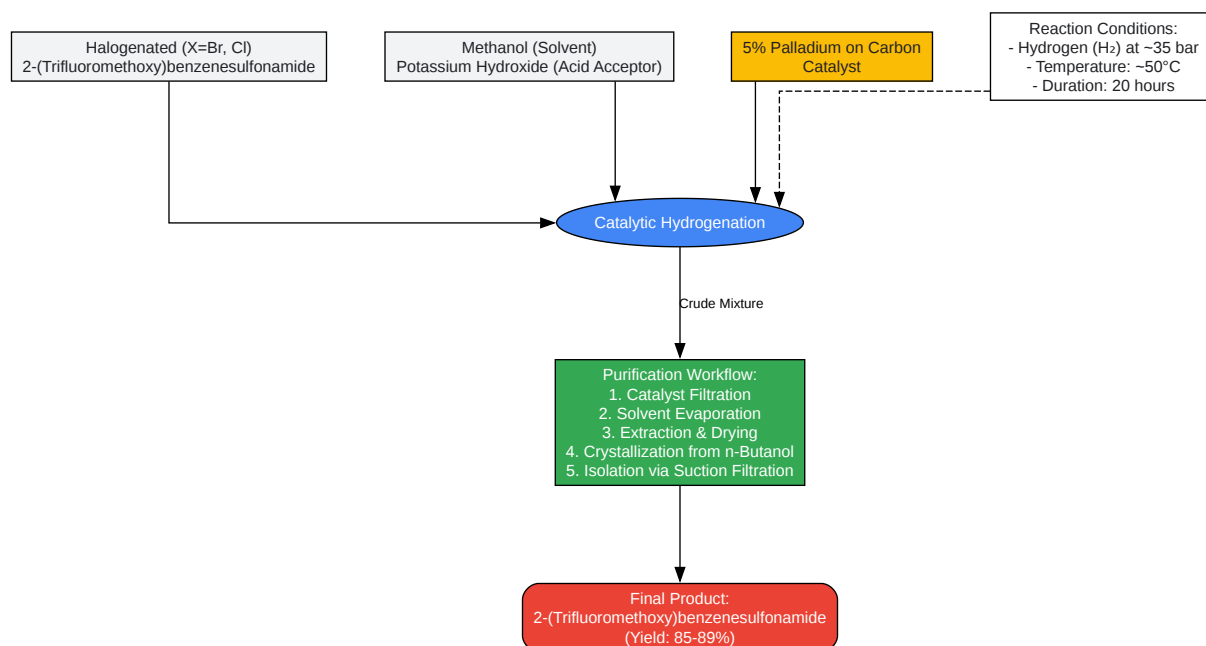 Halogenated (X=Br, Cl)
2-(Trifluoromethoxy)benzenesulfonamide
Methanol (Solvent)
Potassium Hydroxide (Acid Acceptor)
5% Palladium on Carbon
Catalyst
Reaction Conditions:
- Hydrogen (H₂) at ~35 bar
- Temperature: ~50°C
- Duration: 20 hours
Catalytic Hydrogenation
Crude Mixture
Purification Workflow:
1. Catalyst Filtration
2. Solvent Evaporation
3. Extraction & Drying
4. Crystallization from n-Butanol
5. Isolation via Suction Filtration
Final Product:
2-(Trifluoromethoxy)benzenesulfonamide
(Yield: 85-89%)